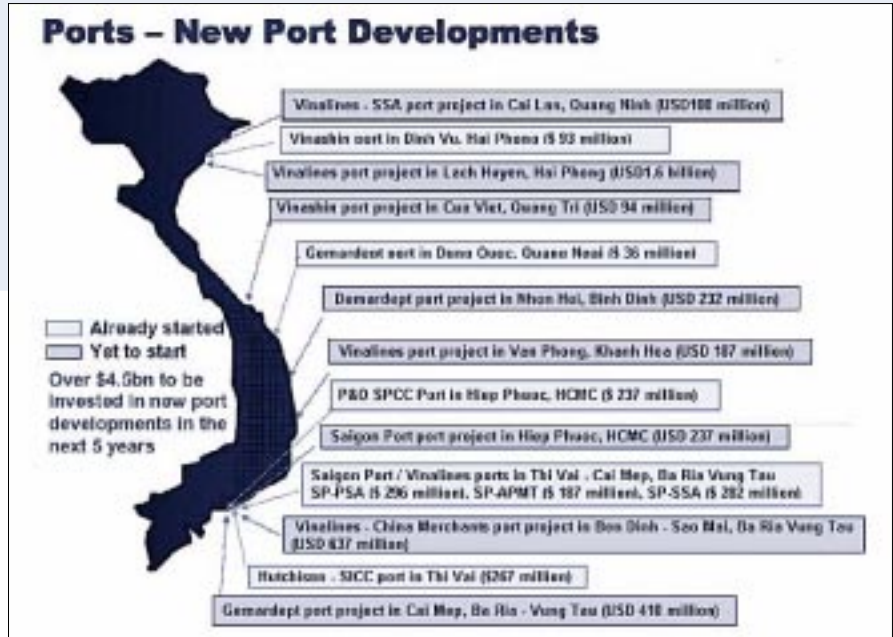 Ports – New Port Developments
Vinalines - SSA port project in Cai Lan, Quang Ninh (USD100 million)
Vinashin port in Dinh Vu, Hai Phong ($ 93 million)
Vinalines port project in Lach Huyen, Hai Phong (USD1.6 billion)
Vinashin port project in Cua Viet, Quang Tri (USD 94 million)
Gemardept port in Dung Quat, Quang Ngai ($ 36 million)
Demardept port project in Nhon Hoi, Binh Dinh (USD 232 million)
Already started
Yet to start
Vinalines port project in Van Phong, Khanh Hoa (USD 187 million)
Over $4.5bn to be
invested in new port
developments in the
next 5 years
P&O SPCC Port in Hiep Phuoc, HCMC ($ 237 million)
Saigon Port port project in Hiep Phuoc, HCMC (USD 237 million)
Saigon Port / Vinalines ports in Thi Vai - Cai Mep, Ba Ria Vung Tau
SP-PSA ($ 296 million), SP-APMT ($ 187 million), SP-SSA ($ 282 million)
Vinalines - China Merchants port project in Ben Dinh - Sao Mai, Ba Ria Vung Tau
(USD 637 million)
Hutchison - SICC port in Thi Vai ($267 million)
Gemardept port project in Cai Mep, Ba Ria - Vung Tau (USD 410 million)